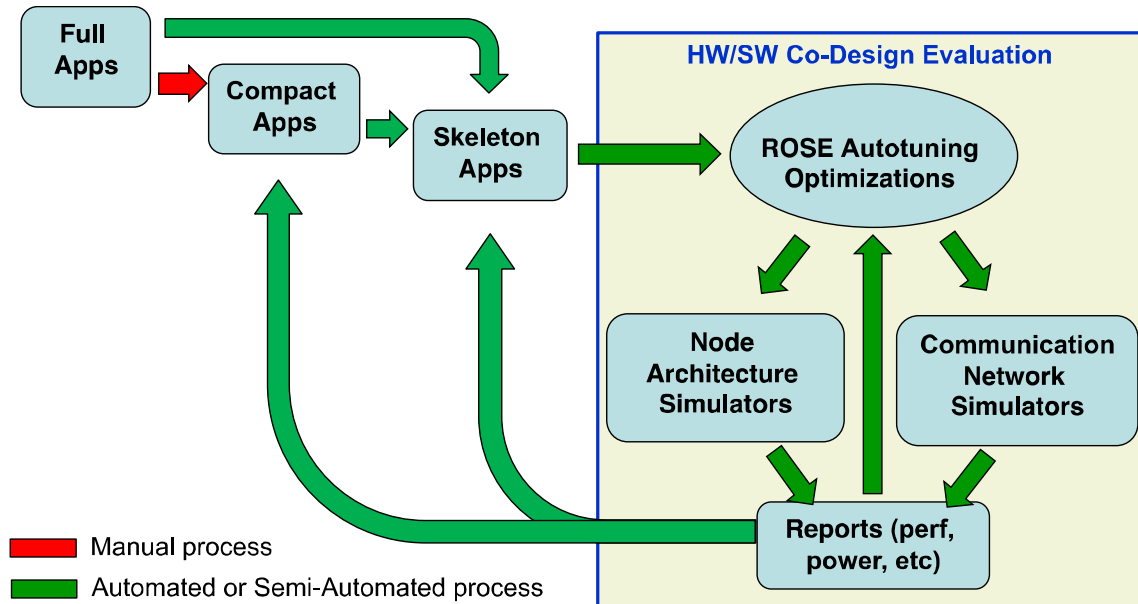 Full
Apps
Compact
Apps
Skeleton
Apps
HW/SW Co-Design Evaluation
ROSE Autotuning
Optimizations
Node
Architecture
Simulators
Communication
Network
Simulators
Reports (perf,
power, etc)
Manual process
Automated or Semi-Automated process